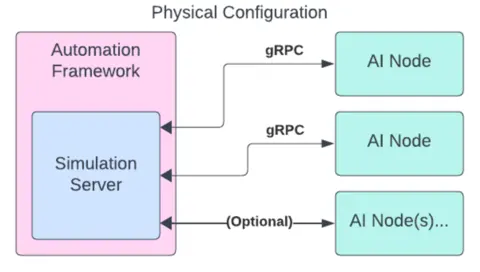 Physical Configuration
Automation
Framework
gRPC
AI Node
gRPC
AI Node
Simulation
Server
(Optional)
AI Node(s)...